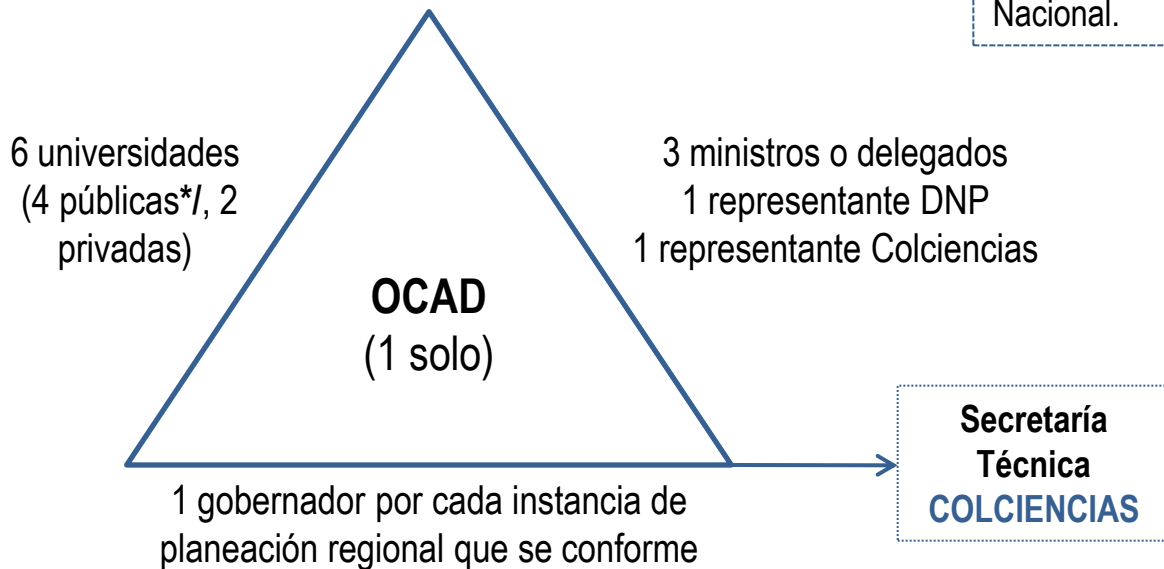 Nacional.
6 universidades
(4 públicas*/, 2
privadas)
3 ministros o delegados
1 representante DNP
1 representante Colciencias
OCAD
(1 solo)
1 gobernador por cada instancia de
planeación regional que se conforme
Secretaría
Técnica
COLCIENCIAS